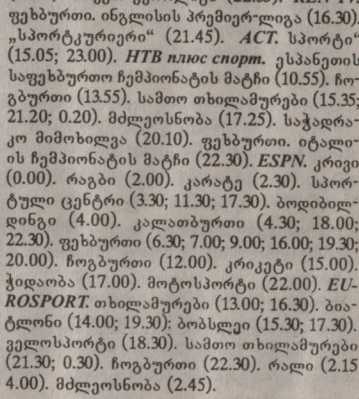 ფეხბურთი. ინგლისის პრემიერ-ლიგა (16.30).
„სპორტკურიერი“ (21.45). ACT. სპორტი“
(15.05; 23.00). НТВ плюс спорт. ესპანეთის
საფეხბურთო ჩემპიონატის მატჩი (10.55). ჩო-
გბურთი (13.55). სამთო თხილამურები (15.35;
21.20; 0.20). მძლეოსნობა (17.25). საჭადრა-
კო მიმოხილვა (20.10). ფეხბურთი. იტალი-
ის ჩემპიონატის მატჩი (22.30). ESPN. კრივი
(0.00). რაგბი (2.00). კარატე (2.30). სპორ-
ტული ცენტრი (3.30; 11.30; 17.30). ბოდიბილ-
დინგი (4.00). კალათბურთი (4.30; 18.00;
22.30). ფეხბურთი (6.30; 7.00; 9.00; 16.00; 19.30;
20.00). ჩოგბურთი (12.00). კრიკეტი (15.00).
ჭიდაობა (17.00). მოტოსპორტი (22.00). EU-
ROSPORT. თხილამურები (13.00; 16.30). ბია-
ტლონი (14.00; 19.30): ბობსლეი (15.30; 17.30).
ველოსპორტი (18.30). სამთო თხილამურები
(21.30; 0.30). ჩოგბურთი (22.30). რალი (2.15
4.00). მძლეოსნობა (2.45).